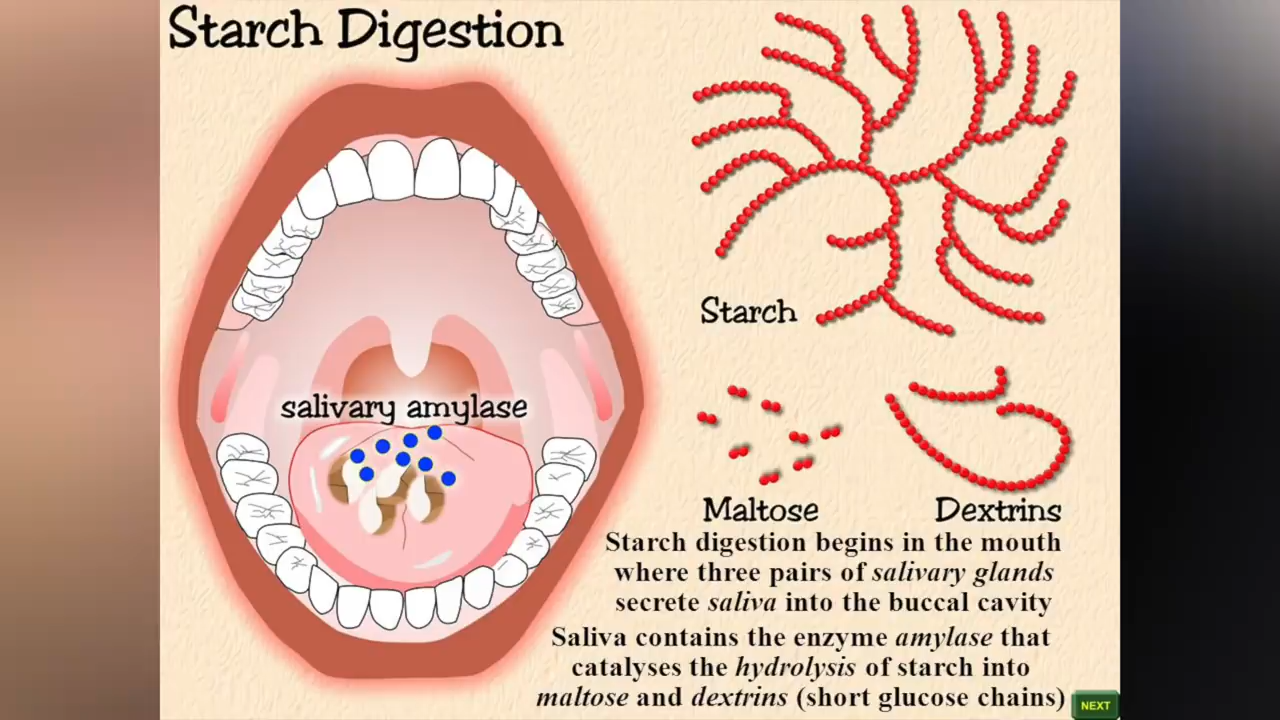 Starch Digestion
salivary amylase
Starch
Maltose
Dextrins
Starch digestion begins in the mouth
where three pairs of salivary glands
secrete saliva into the buccal cavity
Saliva contains the enzyme amylase that
catalyses the hydrolysis of starch into
maltose and dextrins (short glucose chains)
NEXT